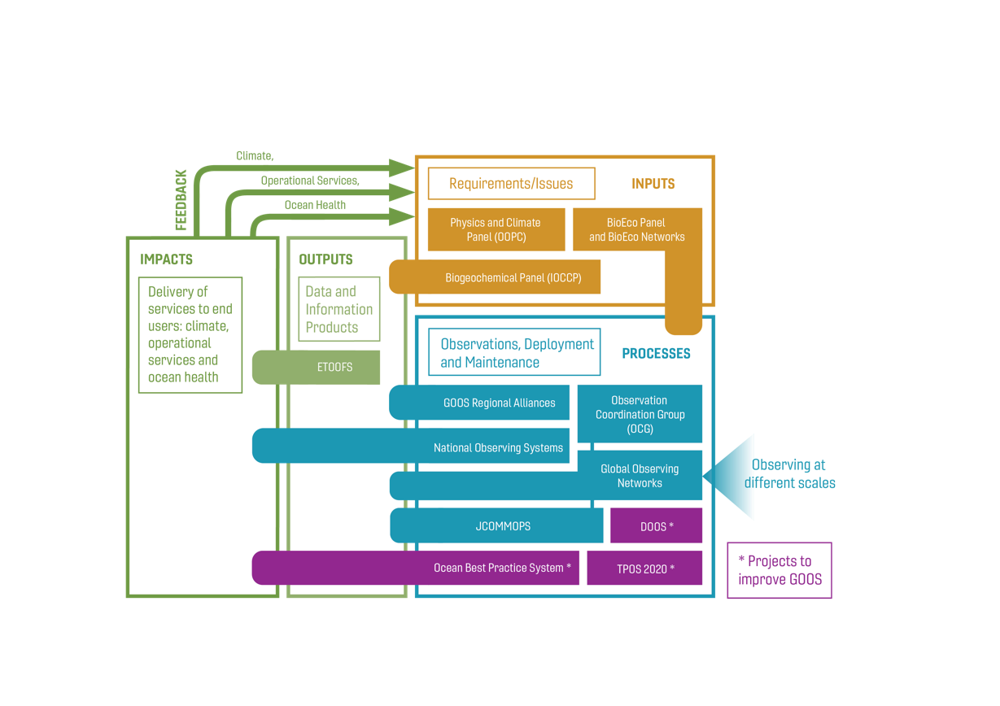 Climate,
Operational Services,
Ocean Health
FEEDBACK
IMPACTS
Delivery of
services to end
users: climate,
operational
services and
ocean health
OUTPUTS
Data and
Information
Products
ETOOFS
Requirements/Issues
INPUTS
Physics and Climate
Panel (OOPC)
BioEco Panel
and BioEco Networks
Biogeochemical Panel (IOCCP)
Observations, Deployment
and Maintenance
PROCESSES
GOOS Regional Alliances
Observation
Coordination Group
(OCG)
National Observing Systems
Global Observing
Networks
JCOMMOPS
DOOS *
Ocean Best Practice System *
TPOS 2020 *
Observing at
different scales
* Projects to
improve GOOS